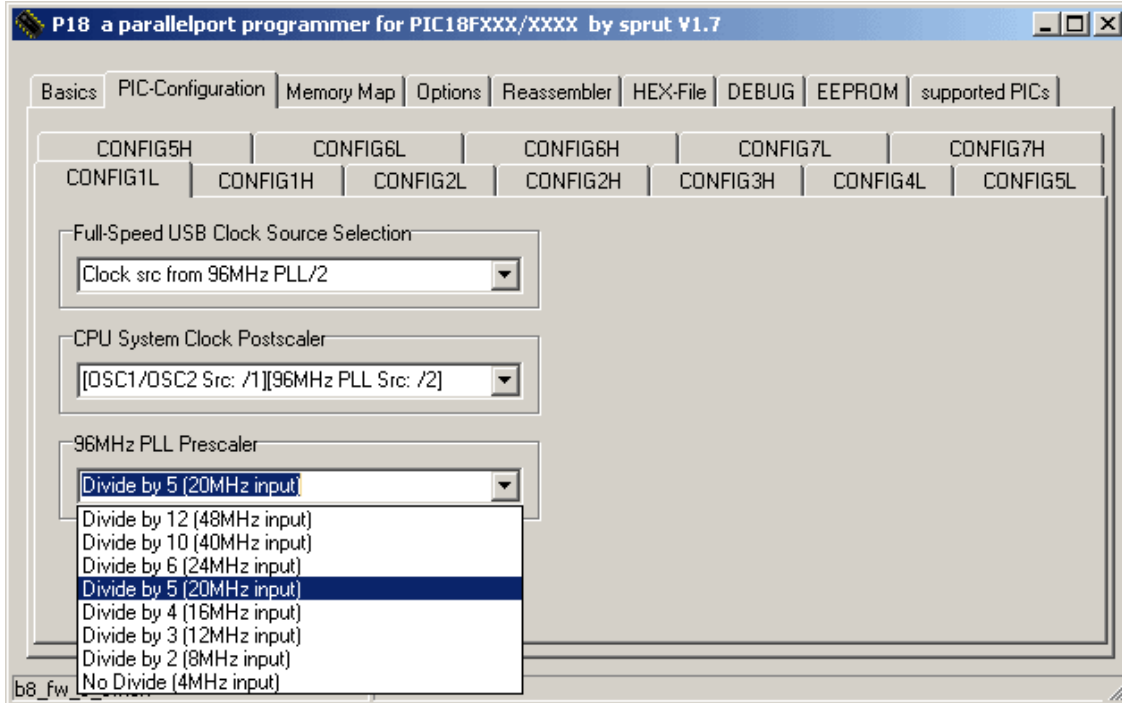 P18 a parallelport programmer for PIC18FXXX/XXXX by sprut V1.7
Basics PIC-Configuration Memory Map Options Reassembler HEX-File DEBUG EEPROM supported PICs
CONFIG5H CONFIG6L CONFIG6H CONFIG7L CONFIG7H
CONFIG1L CONFIG1H CONFIG2L CONFIG2H CONFIG3H CONFIG4L CONFIG5L
Full-Speed USB Clock Source Selection
Clock src from 96MHz PLL/2
CPU System Clock Postscaler
[OSC1/OSC2 Src: /1][96MHz PLL Src: /2]
96MHz PLL Prescaler
Divide by 5 (20MHz input)
Divide by 12 (48MHz input)
Divide by 10 (40MHz input)
Divide by 6 (24MHz input)
Divide by 5 (20MHz input)
Divide by 4 (16MHz input)
Divide by 3 (12MHz input)
Divide by 2 (8MHz input)
No Divide (4MHz input)